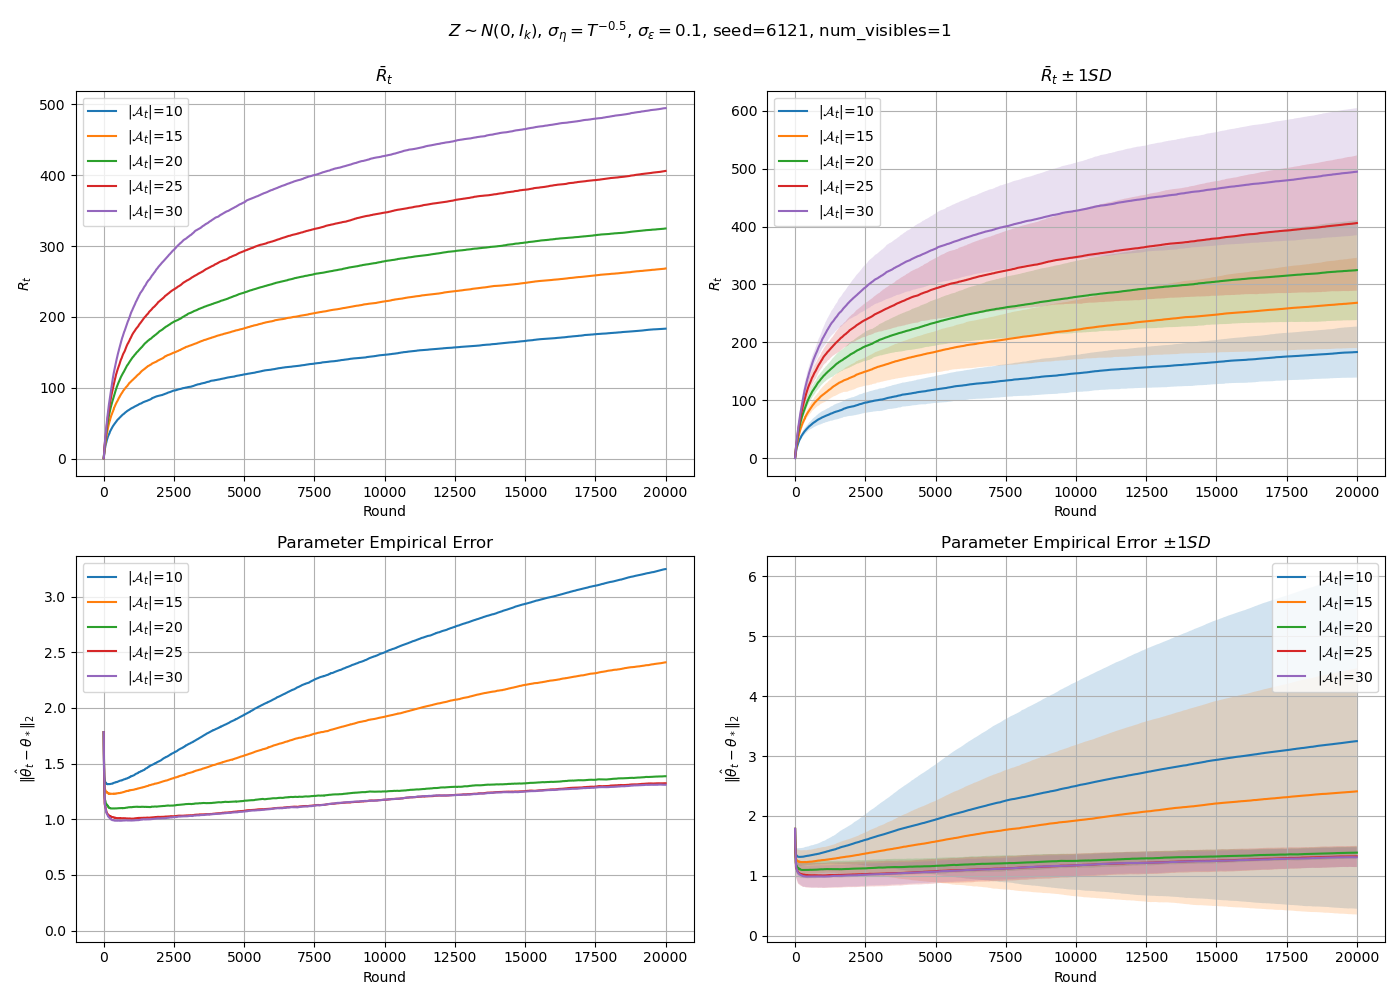 Z ∼ N(0, I_k), σ_η = T^{−0.5}, σ_ε = 0.1, seed=6121, num_visibles=1
R̄_t
R_t
500
400
300
200
100
0
|𝒜_t|=10
|𝒜_t|=15
|𝒜_t|=20
|𝒜_t|=25
|𝒜_t|=30
0 2500 5000 7500 10000 12500 15000 17500 20000
Round
R̄_t ± 1SD
R_t
600
500
400
300
200
100
0
|𝒜_t|=10
|𝒜_t|=15
|𝒜_t|=20
|𝒜_t|=25
|𝒜_t|=30
0 2500 5000 7500 10000 12500 15000 17500 20000
Round
Parameter Empirical Error
‖θ̂_t − θ_*‖_2
3.0
2.5
2.0
1.5
1.0
0.5
0.0
|𝒜_t|=10
|𝒜_t|=15
|𝒜_t|=20
|𝒜_t|=25
|𝒜_t|=30
0 2500 5000 7500 10000 12500 15000 17500 20000
Round
Parameter Empirical Error ±1SD
‖θ̂_t − θ_*‖_2
6
5
4
3
2
1
0
|𝒜_t|=10
|𝒜_t|=15
|𝒜_t|=20
|𝒜_t|=25
|𝒜_t|=30
0 2500 5000 7500 10000 12500 15000 17500 20000
Round